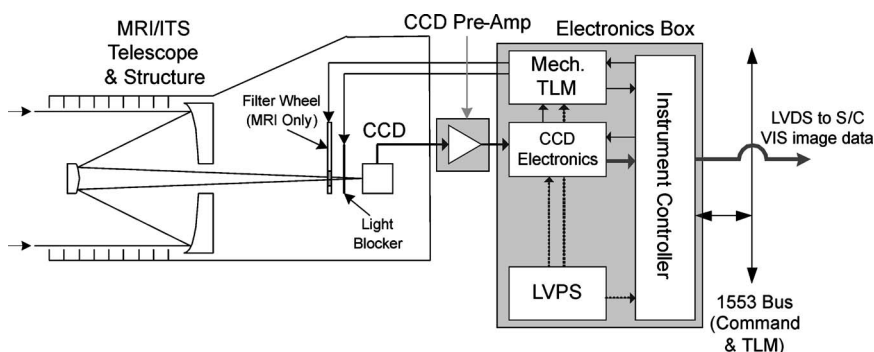 MRI/ITS
Telescope
& Structure
CCD Pre-Amp
Electronics Box
Filter Wheel
(MRI Only)
CCD
Light
Blocker
Mech.
TLM
CCD
Electronics
LVPS
Instrument Controller
LVDS to S/C
VIS image data
1553 Bus
(Command
& TLM)